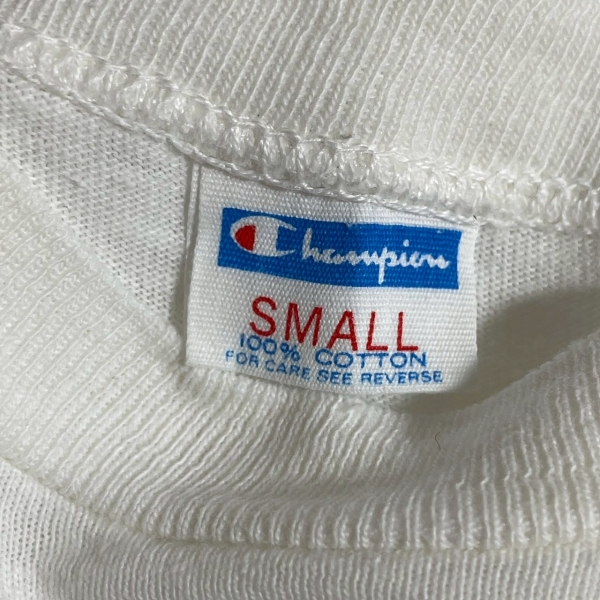 Champion
SMALL
100% COTTON
FOR CARE SEE REVERSE